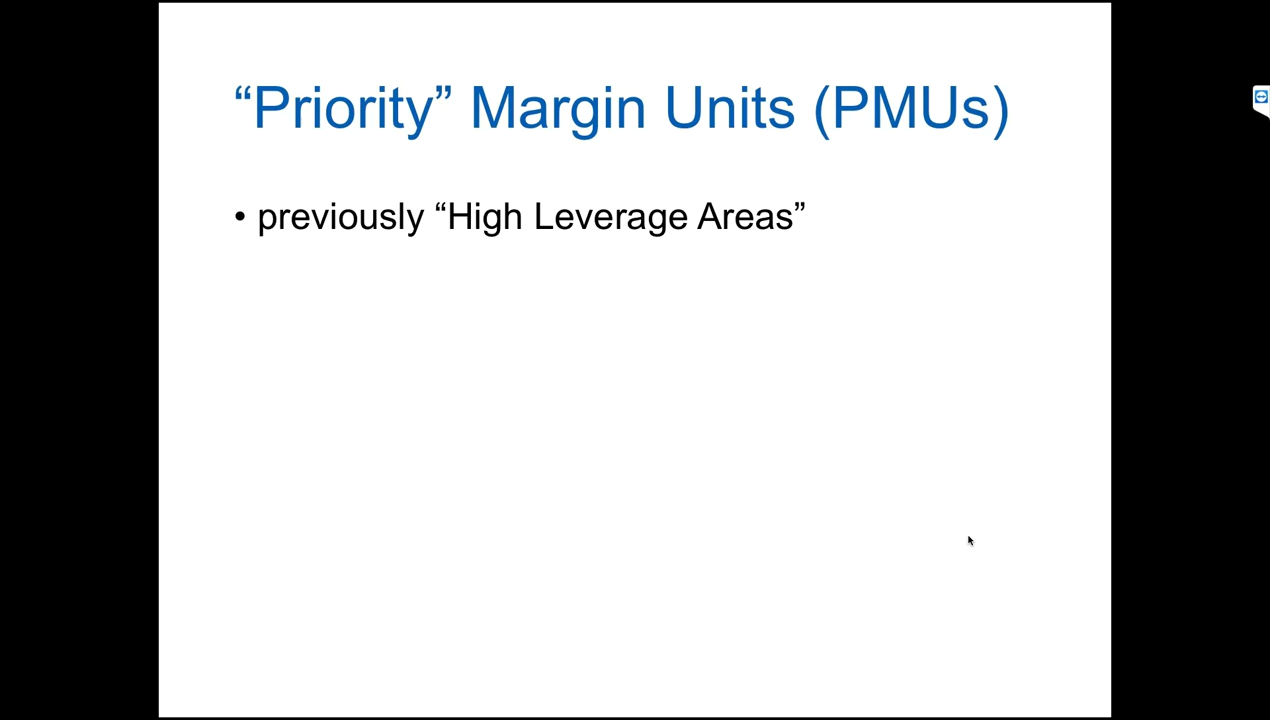 “Priority” Margin Units (PMUs)
• previously “High Leverage Areas”